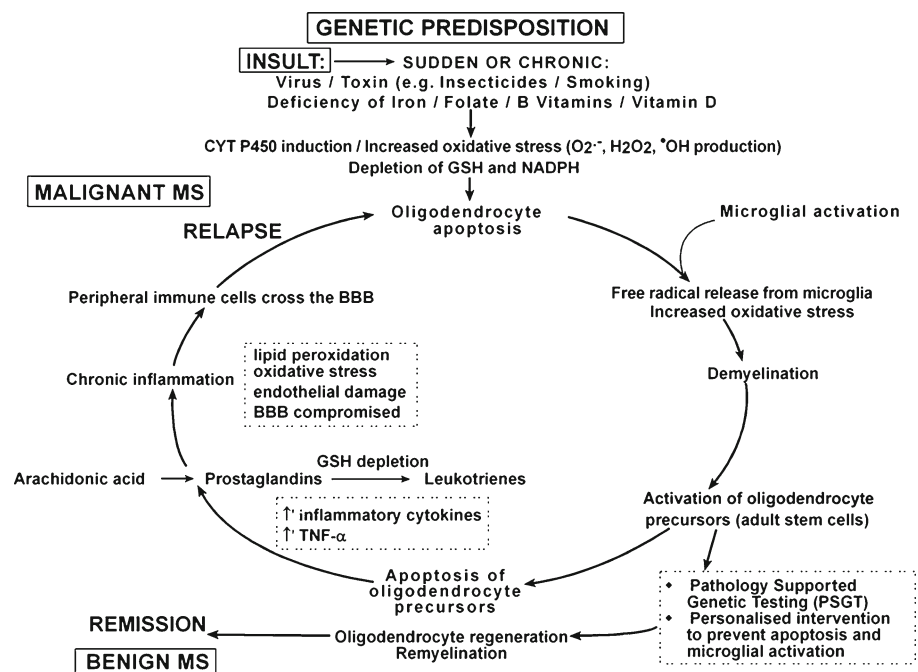 GENETIC PREDISPOSITION
INSULT: SUDDEN OR CHRONIC:
Virus / Toxin (e.g. Insecticides / Smoking)
Deficiency of Iron / Folate / B Vitamins / Vitamin D
CYT P450 induction / Increased oxidative stress (O2·-, H2O2, •OH production)
Depletion of GSH and NADPH
MALIGNANT MS
RELAPSE
Oligodendrocyte
apoptosis
Microglial activation
Free radical release from microglia
Increased oxidative stress
Demyelination
Activation of oligodendrocyte
precursors (adult stem cells)
◆ Pathology Supported
Genetic Testing (PSGT)
◆ Personalised intervention
to prevent apoptosis and
microglial activation
Apoptosis of
oligodendrocyte
precursors
Oligodendrocyte regeneration
Remyelination
REMISSION
BENIGN MS
Peripheral immune cells cross the BBB
Chronic inflammation
lipid peroxidation
oxidative stress
endothelial damage
BBB compromised
Arachidonic acid
Prostaglandins
GSH depletion
Leukotrienes
↑' inflammatory cytokines
↑' TNF-α